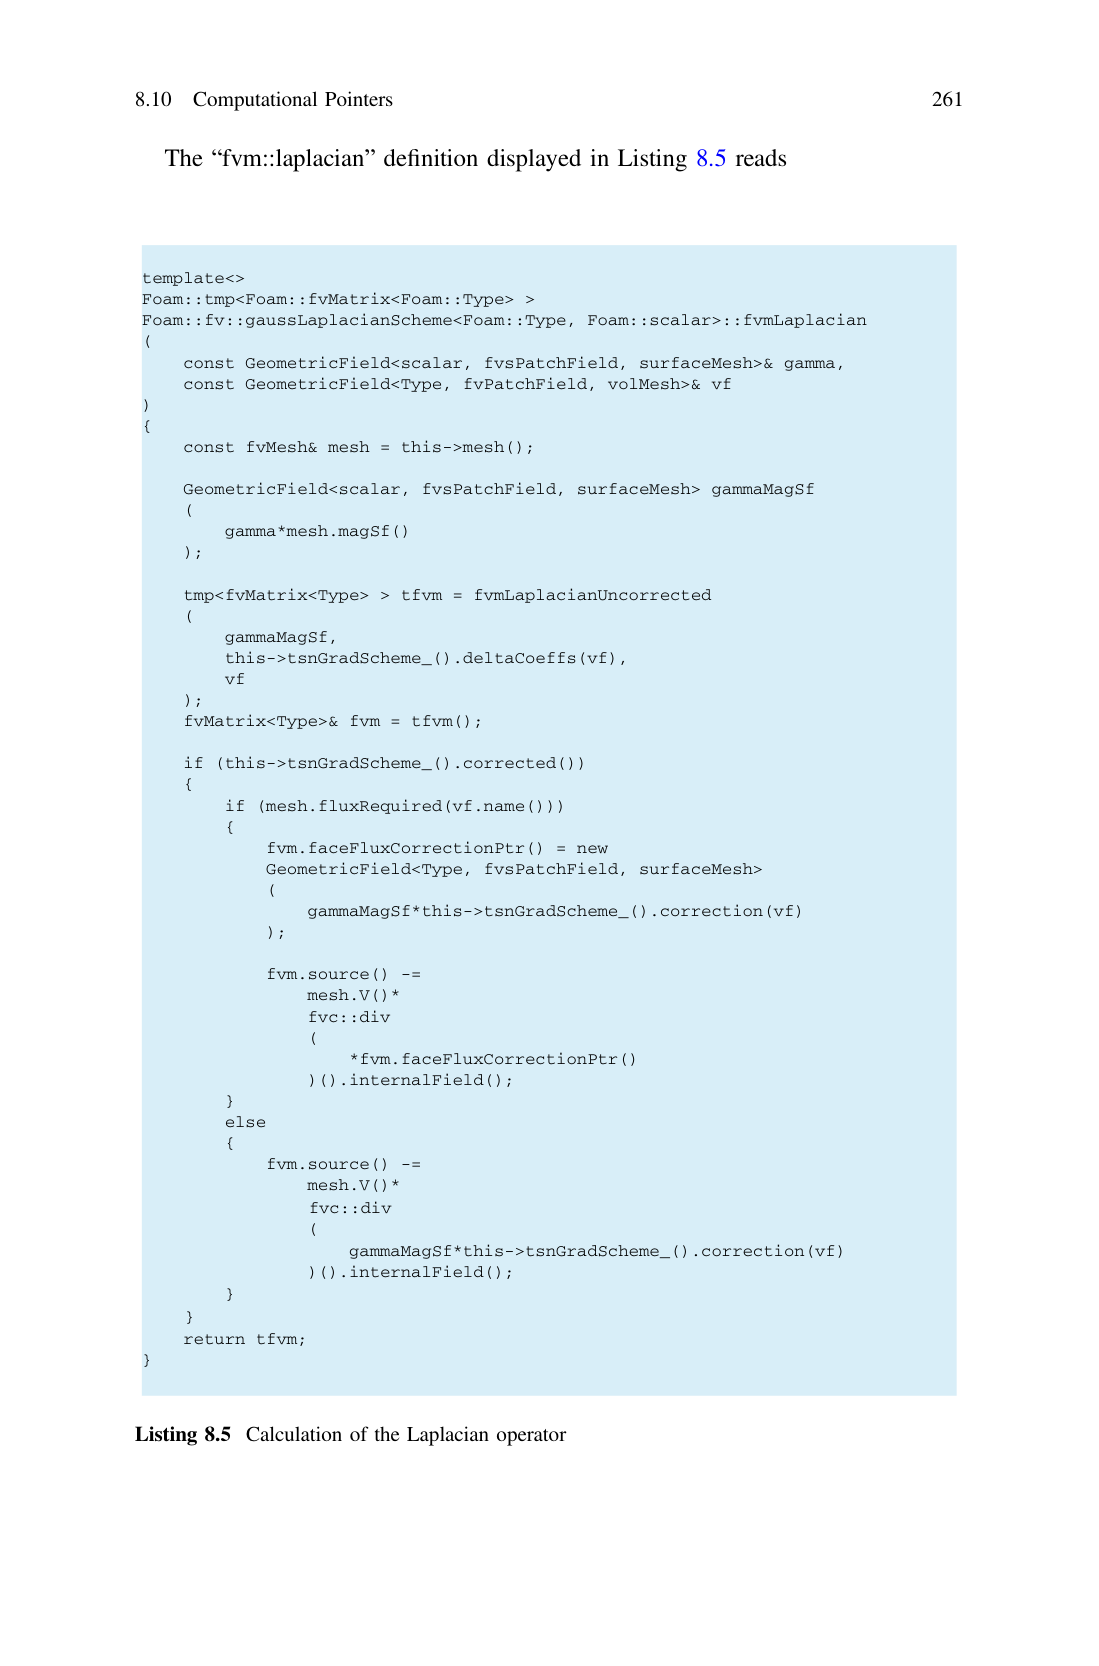 8.10 Computational Pointers 261
The “fvm::laplacian” definition displayed in Listing 8.5 reads
template<>
Foam::tmp<Foam::fvMatrix<Foam::Type> >
Foam::fv::gaussLaplacianScheme<Foam::Type, Foam::scalar>::fvmLaplacian
(
    const GeometricField<scalar, fvsPatchField, surfaceMesh>& gamma,
    const GeometricField<Type, fvPatchField, volMesh>& vf
)
{
    const fvMesh& mesh = this->mesh();
    GeometricField<scalar, fvsPatchField, surfaceMesh> gammaMagSf
    (
        gamma*mesh.magSf()
    );
    tmp<fvMatrix<Type> > tfvm = fvmLaplacianUncorrected
    (
        gammaMagSf,
        this->tsnGradScheme_().deltaCoeffs(vf),
        vf
    );
    fvMatrix<Type>& fvm = tfvm();
    if (this->tsnGradScheme_().corrected())
    {
        if (mesh.fluxRequired(vf.name()))
        {
            fvm.faceFluxCorrectionPtr() = new
            GeometricField<Type, fvsPatchField, surfaceMesh>
            (
                gammaMagSf*this->tsnGradScheme_().correction(vf)
            );
            fvm.source() -=
                mesh.V()*
                fvc::div
                (
                    *fvm.faceFluxCorrectionPtr()
                )().internalField();
        }
        else
        {
            fvm.source() -=
                mesh.V()*
                fvc::div
                (
                    gammaMagSf*this->tsnGradScheme_().correction(vf)
                )().internalField();
        }
    }
    return tfvm;
}
Listing 8.5 Calculation of the Laplacian operator